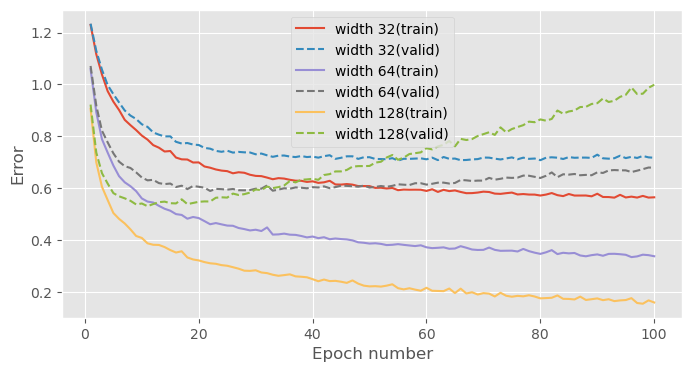 width 32(train)
width 32(valid)
width 64(train)
width 64(valid)
width 128(train)
width 128(valid)
1.2
1.0
0.8
0.6
0.4
0.2
Error
0
20
40
60
80
100
Epoch number